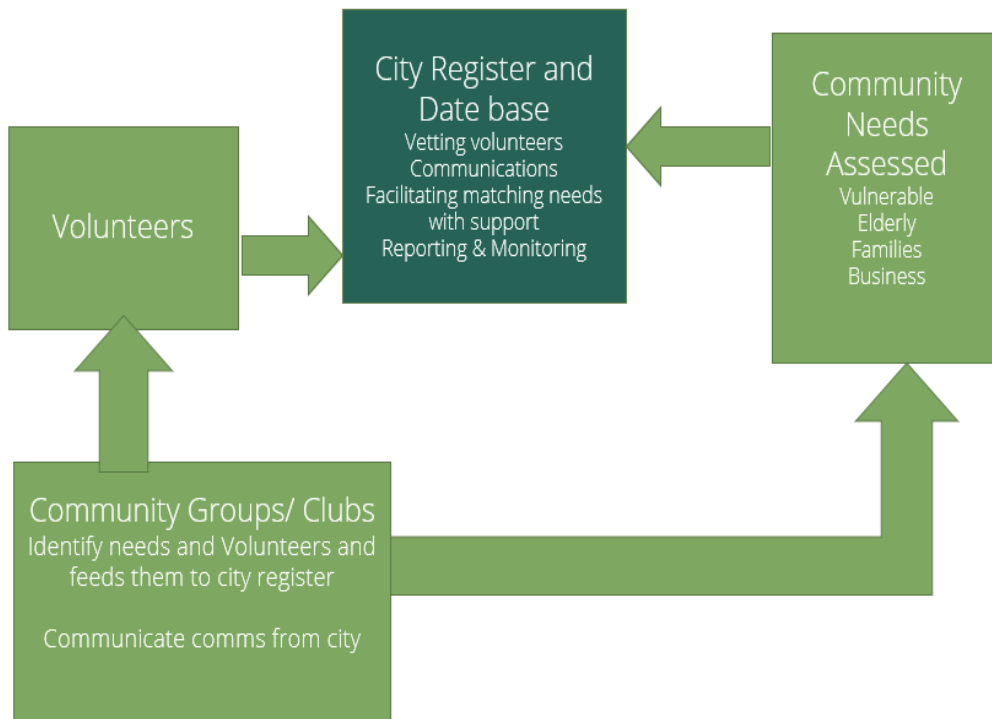 City Register and
Date base
Vetting volunteers
Communications
Facilitating matching needs
with support
Reporting & Monitoring
Community
Needs
Assessed
Vulnerable
Elderly
Families
Business
Volunteers
Community Groups/ Clubs
Identify needs and Volunteers and
feeds them to city register
Communicate comms from city